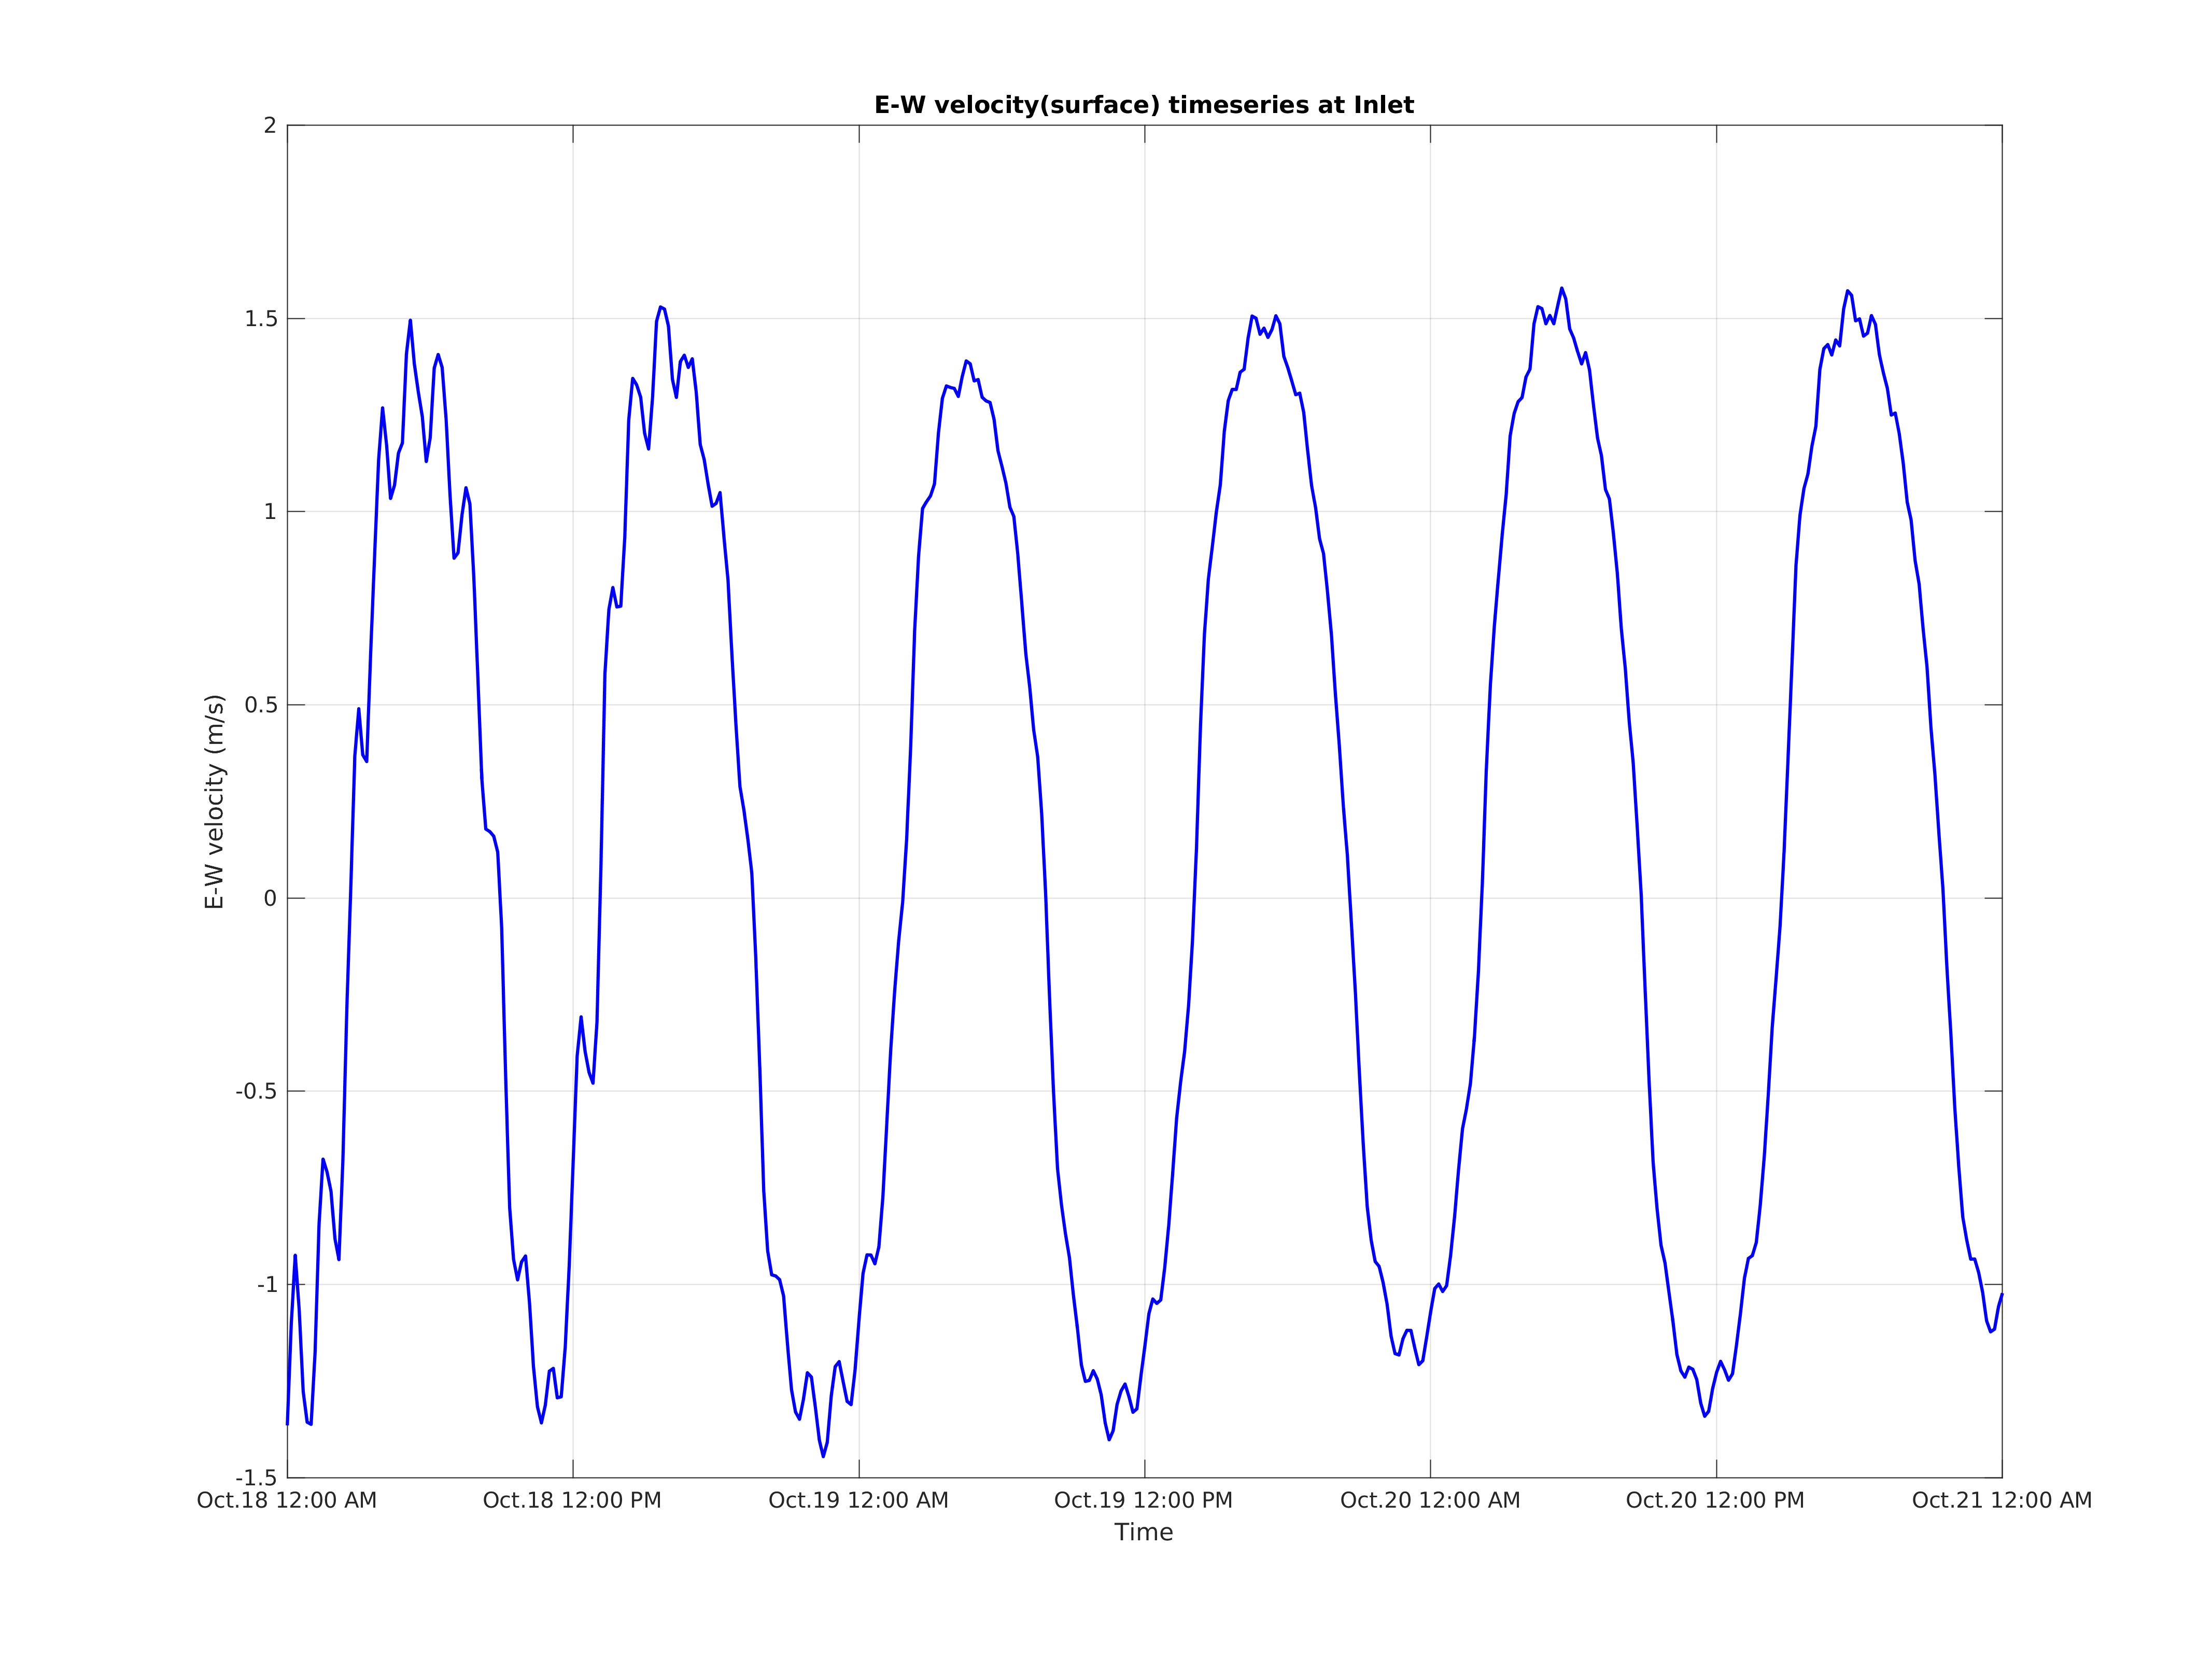 E-W velocity(surface) timeseries at Inlet
2
1.5
1
0.5
0
-0.5
-1
-1.5
E-W velocity (m/s)
Oct.18 12:00 AM
Oct.18 12:00 PM
Oct.19 12:00 AM
Oct.19 12:00 PM
Oct.20 12:00 AM
Oct.20 12:00 PM
Oct.21 12:00 AM
Time